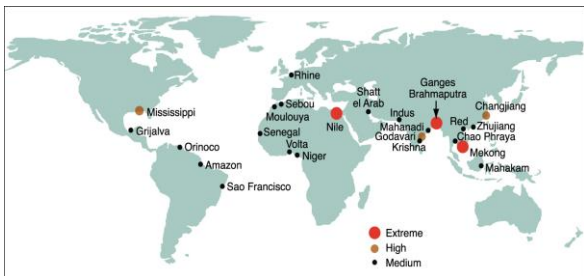 Rhine
Mississippi
Grijalva
Orinoco
Amazon
Sao Francisco
Sebou
Moulouya
Senegal
Volta
Niger
Nile
Shatt
el Arab
Indus
Ganges
Brahmaputra
Mahanadi
Godavari
Krishna
Changjiang
Red
Zhujiang
Chao Phraya
Mekong
Mahakam
Extreme
High
Medium